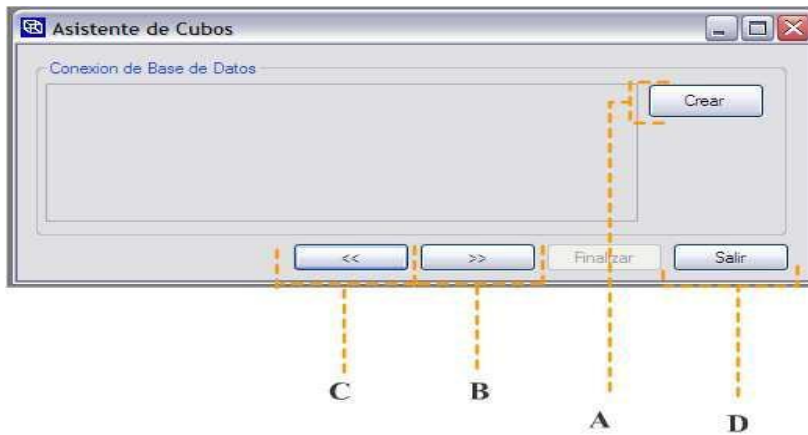 Asistente de Cubos
Conexion de Base de Datos
Crear
<< >> Finalizar Salir
C B
A D